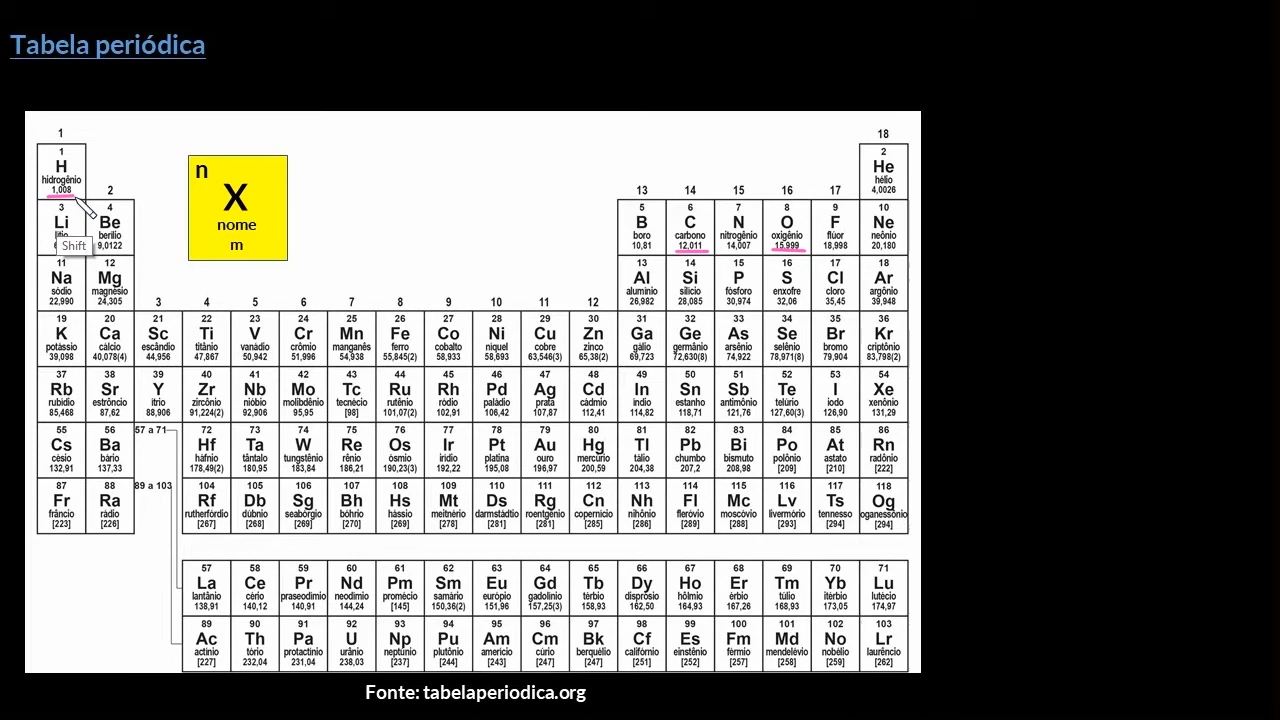 Tabela periódica
1 18
1 2
H He
hidrogênio hélio
1,008 4,0026
2 13 14 15 16 17
3 4 5 6 7 8 9 10
Li Be B C N O F Ne
berílio boro carbono nitrogênio oxigênio flúor neônio
9,0122 10,81 12,011 14,007 15,999 18,998 20,180
Shift
11 12 13 14 15 16 17 18
Na Mg Al Si P S Cl Ar
sódio magnésio alumínio silício fósforo enxofre cloro argônio
22,990 24,305 26,982 28,085 30,974 32,06 35,45 39,948
n
X
nome
m
3 4 5 6 7 8 9 10 11 12
19 20 21 22 23 24 25 26 27 28 29 30 31 32 33 34 35 36
K Ca Sc Ti V Cr Mn Fe Co Ni Cu Zn Ga Ge As Se Br Kr
potássio cálcio escândio titânio vanádio crômio manganês ferro cobalto níquel cobre zinco gálio germânio arsênio selênio bromo criptônio
39,098 40,078(4) 44,956 47,867 50,942 51,996 54,938 55,845(2) 58,933 58,693 63,546(3) 65,38(2) 69,723 72,630(8) 74,922 78,971(8) 79,904 83,798(2)
37 38 39 40 41 42 43 44 45 46 47 48 49 50 51 52 53 54
Rb Sr Y Zr Nb Mo Tc Ru Rh Pd Ag Cd In Sn Sb Te I Xe
rubídio estrôncio ítrio zircônio nióbio molibdênio tecnécio rutênio ródio paládio prata cádmio índio estanho antimônio telúrio iodo xenônio
85,468 87,62 88,906 91,224(2) 92,906 95,95 [98] 101,07(2) 102,91 106,42 107,87 112,41 114,82 118,71 121,76 127,60(3) 126,90 131,29
55 56 57 a 71 72 73 74 75 76 77 78 79 80 81 82 83 84 85 86
Cs Ba Hf Ta W Re Os Ir Pt Au Hg Tl Pb Bi Po At Rn
césio bário háfnio tântalo tungstênio rênio ósmio irídio platina ouro mercúrio tálio chumbo bismuto polônio astato radônio
132,91 137,33 178,49(2) 180,95 183,84 186,21 190,23(3) 192,22 195,08 196,97 200,59 204,38 207,2 208,98 [209] [210] [222]
87 88 89 a 103 104 105 106 107 108 109 110 111 112 113 114 115 116 117 118
Fr Ra Rf Db Sg Bh Hs Mt Ds Rg Cn Nh Fl Mc Lv Ts Og
frâncio rádio rutherfórdio dúbnio seabórgio bóhrio hássio meitnério darmstádtio roentgênio copernício nihônio fleróvio moscóvio livermório tennesso oganessônio
[223] [226] [267] [268] [269] [270] [269] [278] [281] [281] [285] [286] [289] [288] [293] [294] [294]
57 58 59 60 61 62 63 64 65 66 67 68 69 70 71
La Ce Pr Nd Pm Sm Eu Gd Tb Dy Ho Er Tm Yb Lu
lantânio cério praseodímio neodímio promécio samário európio gadolínio térbio disprósio hólmio érbio túlio itérbio lutécio
138,91 140,12 140,91 144,24 [145] 150,36(2) 151,96 157,25(3) 158,93 162,50 164,93 167,26 168,93 173,05 174,97
89 90 91 92 93 94 95 96 97 98 99 100 101 102 103
Ac Th Pa U Np Pu Am Cm Bk Cf Es Fm Md No Lr
actínio tório protactínio urânio neptúnio plutônio amerício cúrio berquélio califórnio einstênio férmio mendelévio nobélio laurêncio
[227] 232,04 231,04 238,03 [237] [244] [243] [247] [247] [251] [252] [257] [258] [259] [262]
Fonte: tabelaperiodica.org